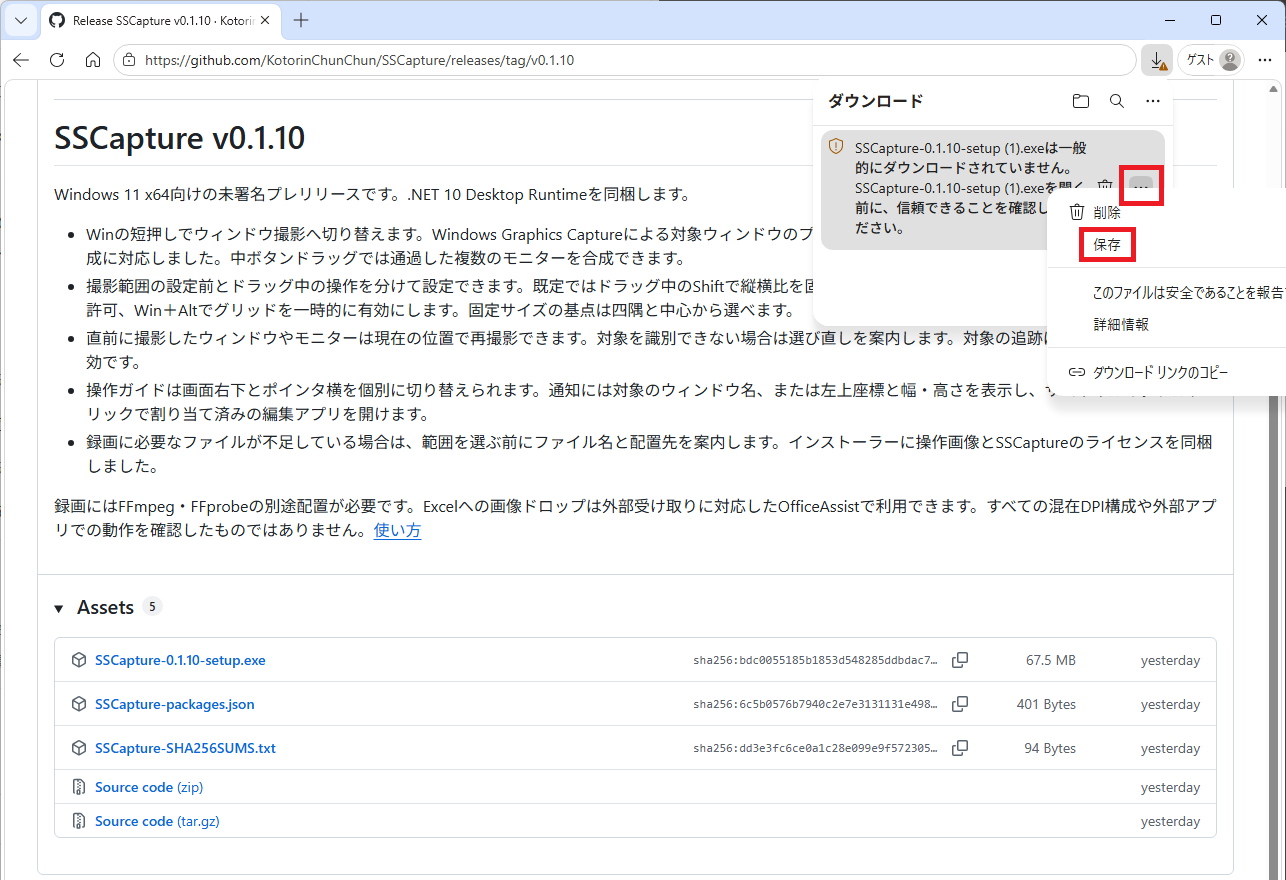 Release SSCapture v0.1.10 · Kotorin
https://github.com/KotorinChunChun/SSCapture/releases/tag/v0.1.10
ゲスト
ダウンロード
SSCapture-0.1.10-setup (1).exeは一般
的にダウンロードされていません。
SSCapture-0.1.10-setup (1).exeを開く
前に、信頼できることを確認し
ださい。
削除
保存
このファイルは安全であることを報告
詳細情報
ダウンロード リンクのコピー
SSCapture v0.1.10
Windows 11 x64向けの未署名プレリリースです。.NET 10 Desktop Runtimeを同梱します。
Winの短押しでウィンドウ撮影へ切り替えます。Windows Graphics Captureによる対象ウィンドウのプ
成に対応しました。中ボタンドラッグでは通過した複数のモニターを合成できます。
撮影範囲の設定前とドラッグ中の操作を分けて設定できます。既定ではドラッグ中のShiftで縦横比を固
許可、Win＋Altでグリッドを一時的に有効にします。固定サイズの基点は四隅と中心から選べます。
直前に撮影したウィンドウやモニターは現在の位置で再撮影できます。対象を識別できない場合は選び直しを案内します。対象の追跡は
効です。
操作ガイドは画面右下とポインタ横を個別に切り替えられます。通知には対象のウィンドウ名、または左上座標と幅・高さを表示し、
リックで割り当て済みの編集アプリを開けます。
録画に必要なファイルが不足している場合は、範囲を選ぶ前にファイル名と配置先を案内します。インストーラーに操作画像とSSCaptureのライセンスを同梱
しました。
録画にはFFmpeg・FFprobeの別途配置が必要です。Excelへの画像ドロップは外部受け取りに対応したOfficeAssistで利用できます。すべての混在DPI構成や外部アプ
リでの動作を確認したものではありません。使い方
Assets 5
SSCapture-0.1.10-setup.exe sha256:bdc0055185b1853d548285ddbdac7… 67.5 MB yesterday
SSCapture-packages.json sha256:6c5b0576b7940c2e7e3131131e498… 401 Bytes yesterday
SSCapture-SHA256SUMS.txt sha256:dd3e3fc6ce0a1c28e099e9f572305… 94 Bytes yesterday
Source code (zip) yesterday
Source code (tar.gz) yesterday